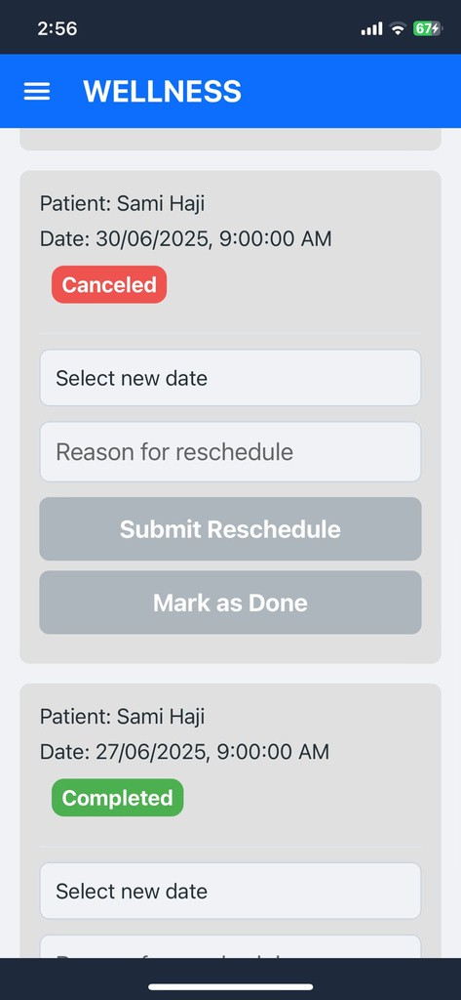 2:56
67
WELLNESS
Patient: Sami Haji
Date: 30/06/2025, 9:00:00 AM
Canceled
Select new date
Reason for reschedule
Submit Reschedule
Mark as Done
Patient: Sami Haji
Date: 27/06/2025, 9:00:00 AM
Completed
Select new date